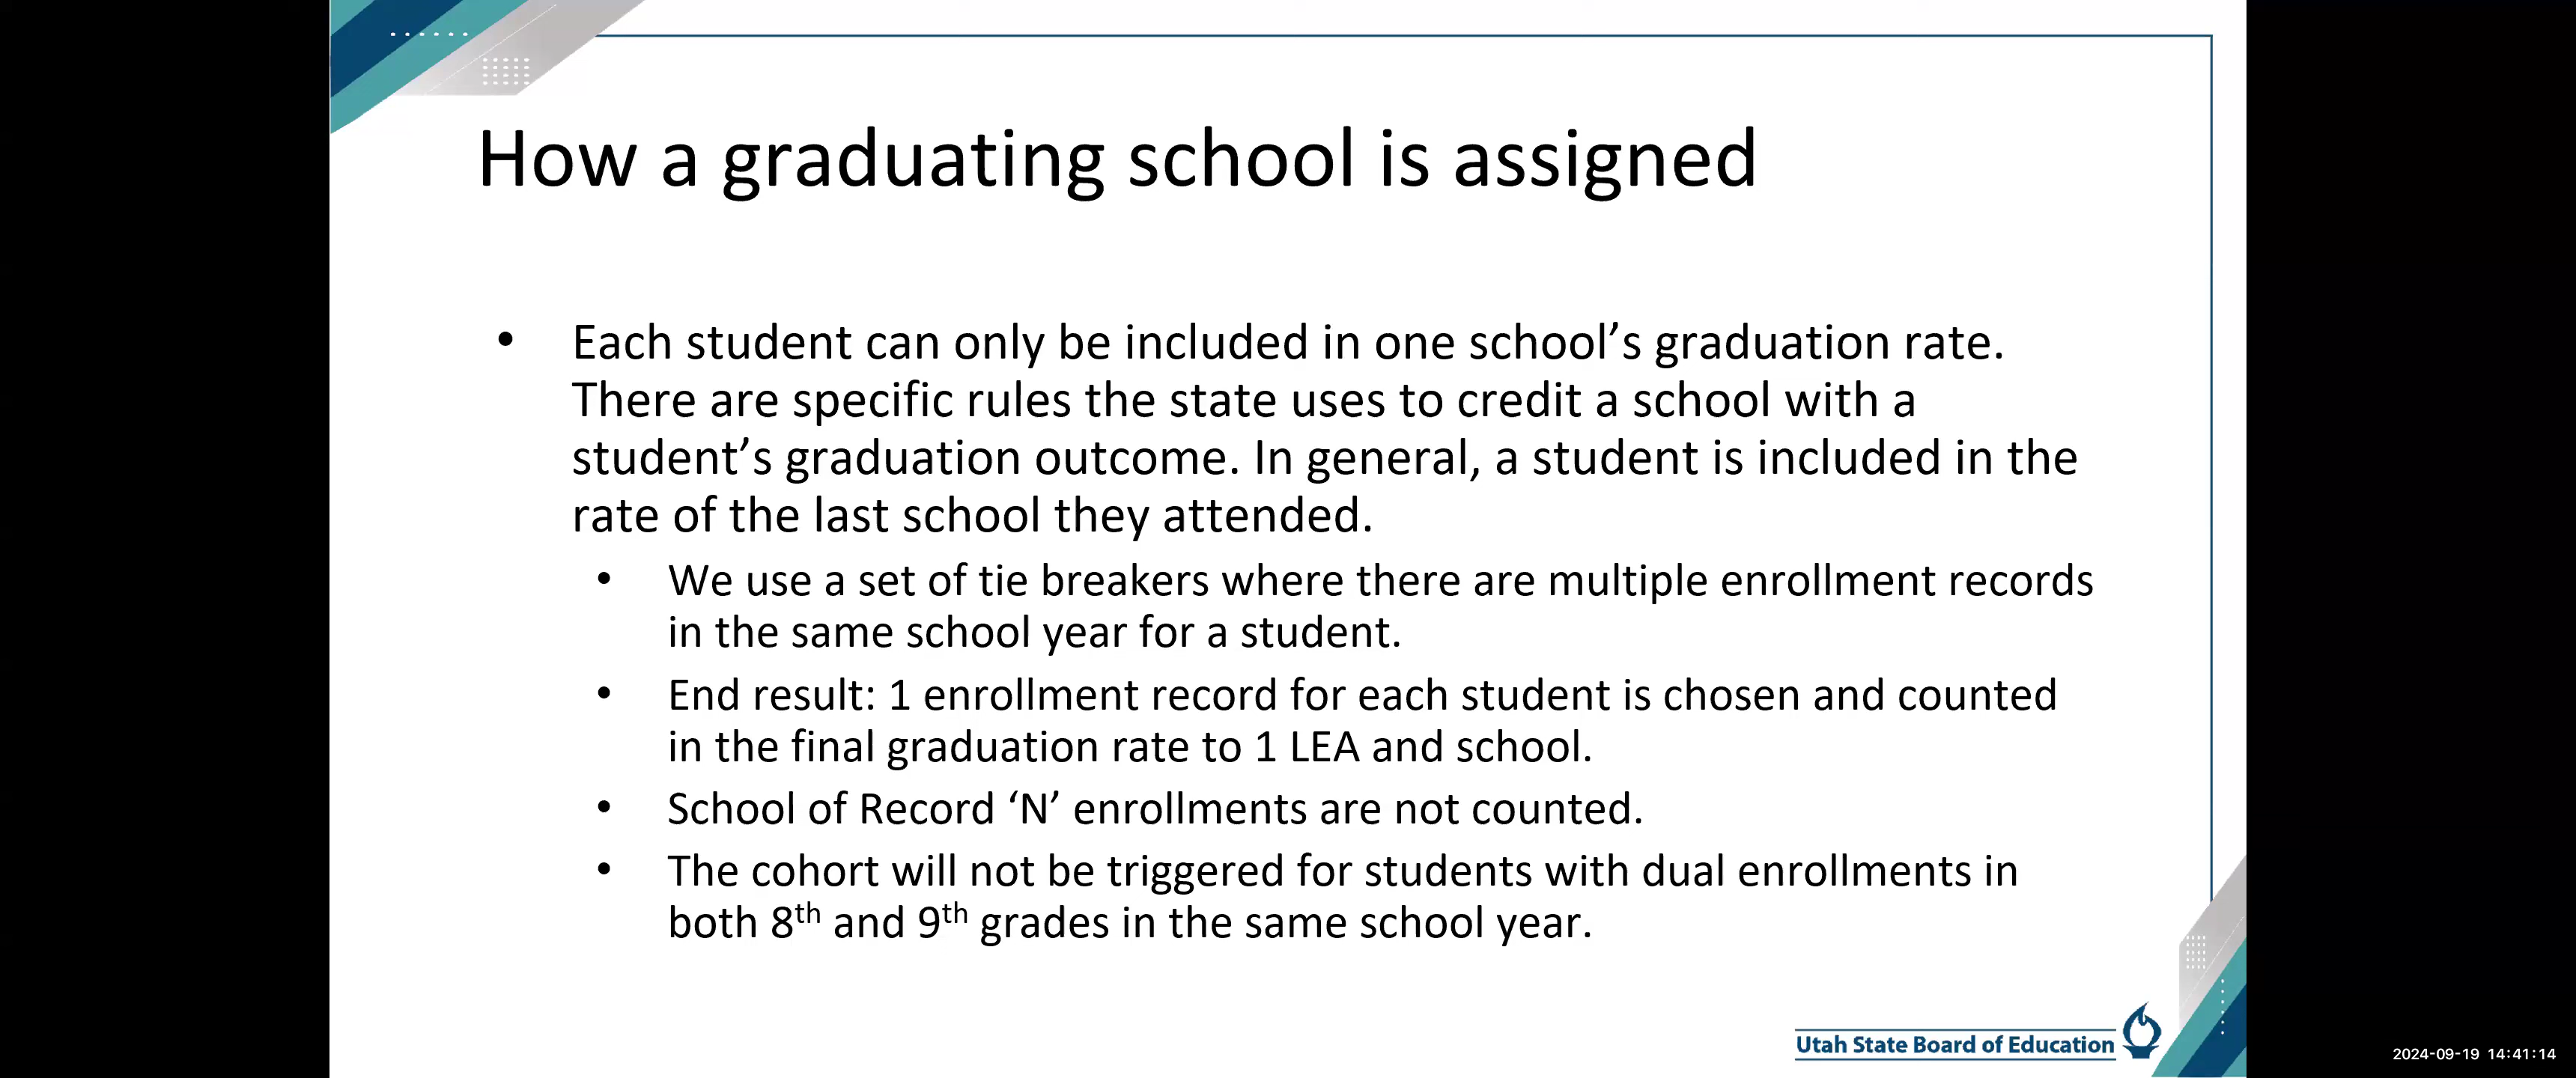 How a graduating school is assigned
• Each student can only be included in one school’s graduation rate.
There are specific rules the state uses to credit a school with a
student’s graduation outcome. In general, a student is included in the
rate of the last school they attended.
• We use a set of tie breakers where there are multiple enrollment records
in the same school year for a student.
• End result: 1 enrollment record for each student is chosen and counted
in the final graduation rate to 1 LEA and school.
• School of Record ‘N’ enrollments are not counted.
• The cohort will not be triggered for students with dual enrollments in
both 8th and 9th grades in the same school year.
Utah State Board of Education
2024-09-19 14:41:14